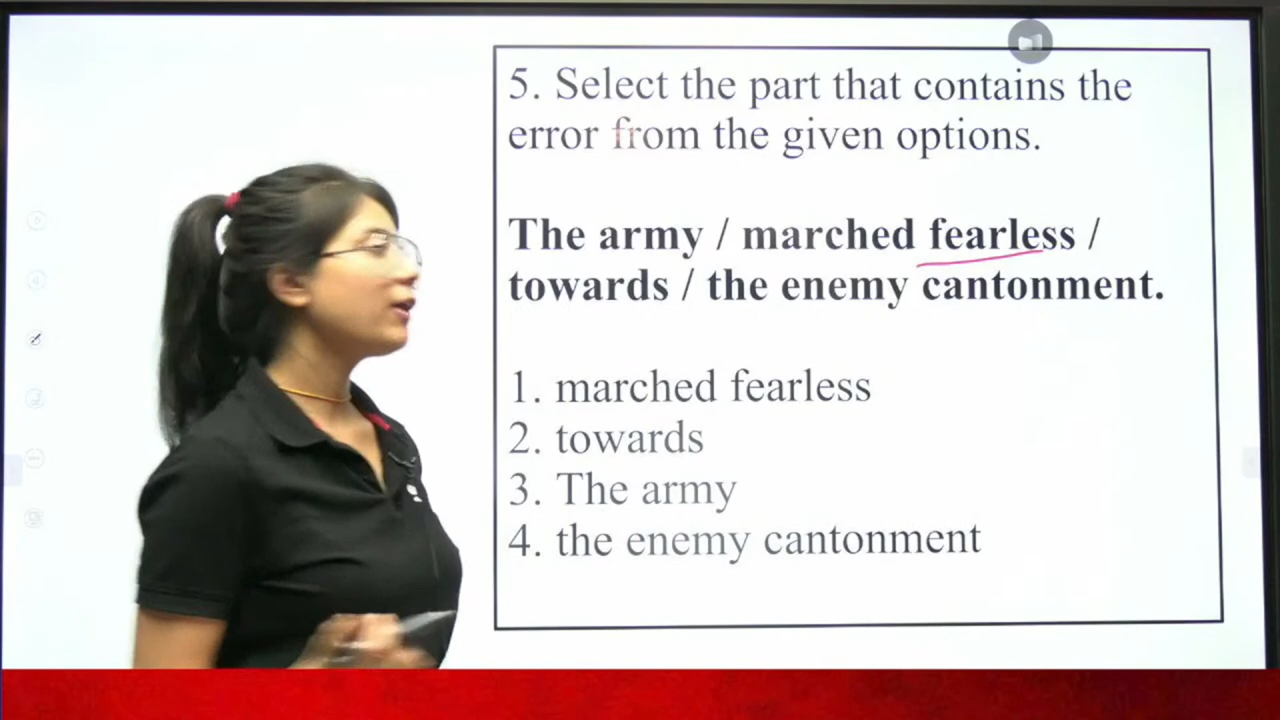 5. Select the part that contains the
error from the given options.
The army / marched fearless /
towards / the enemy cantonment.
1. marched fearless
2. towards
3. The army
4. the enemy cantonment